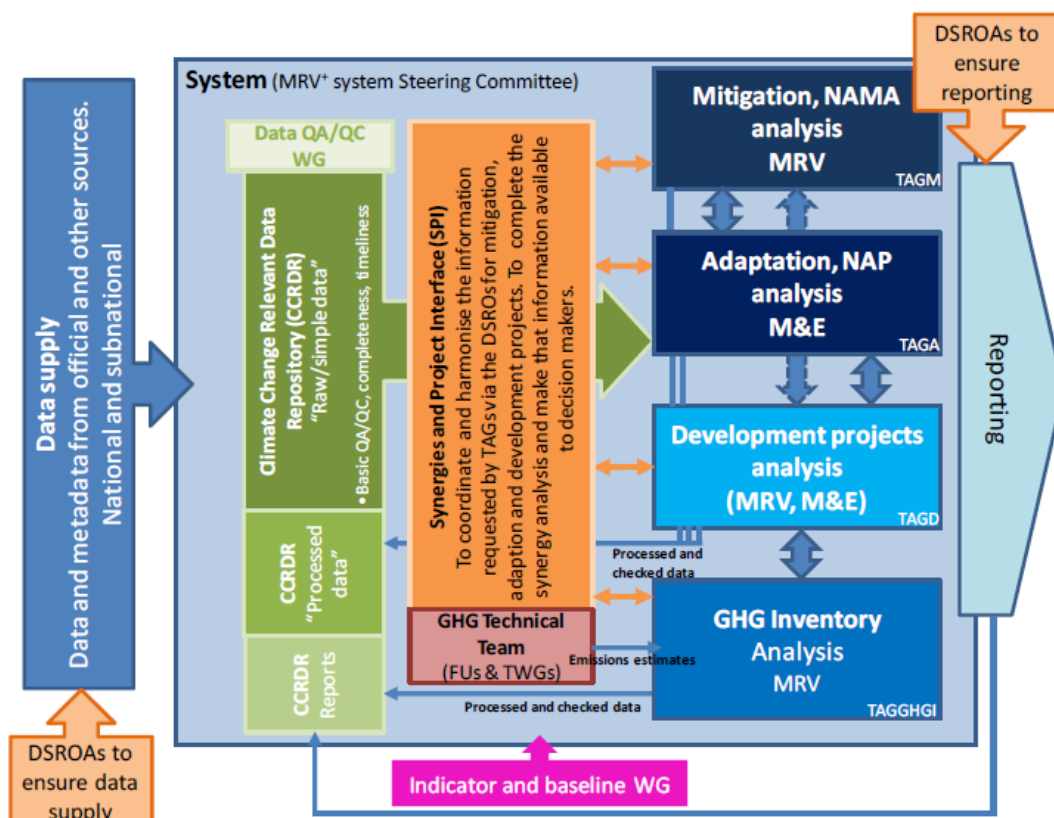 DSROAs to
ensure
reporting
System (MRV+ system Steering Committee)
Data supply
Data and metadata from official and other sources.
National and subnational
DSROAs to
ensure data
supply
Data QA/QC
WG
Climate Change Relevant Data
Repository (CCRDR)
"Raw/simple data"
• Basic QA/QC, completeness, timeliness
CCRDR
"Processed
data"
CCRDR
Reports
Synergies and Project Interface (SPI)
To coordinate and harmonise the information
requested by TAGs via the DSROs for mitigation,
adaption and development projects. To complete the
synergy analysis and make that information available
to decision makers.
GHG Technical
Team
(FUs & TWGs)
Mitigation, NAMA
analysis
MRV
TAGM
Adaptation, NAP
analysis
M&E
TAGA
Development projects
analysis
(MRV, M&E)
TAGD
Processed and
checked data
GHG Inventory
Analysis
MRV
TAGGHGI
Emissions estimates
Processed and checked data
Indicator and baseline WG
Reporting